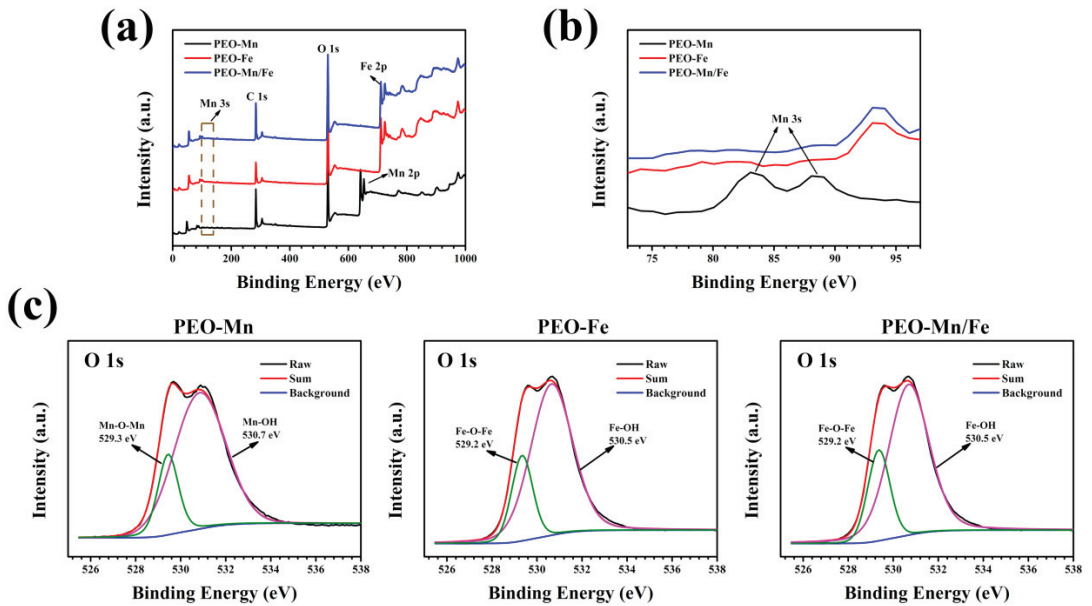 (a)
PEO-Mn
PEO-Fe
PEO-Mn/Fe
O 1s
Fe 2p
Mn 3s
C 1s
Mn 2p
Intensity (a.u.)
0 200 400 600 800 1000
Binding Energy (eV)
(b)
PEO-Mn
PEO-Fe
PEO-Mn/Fe
Mn 3s
Intensity (a.u.)
75 80 85 90 95
Binding Energy (eV)
(c)
PEO-Mn
O 1s
Raw
Sum
Background
Mn-O-Mn
529.3 eV
Mn-OH
530.7 eV
Intensity (a.u.)
526 528 530 532 534 536 538
Binding Energy (eV)
PEO-Fe
O 1s
Raw
Sum
Background
Fe-O-Fe
529.2 eV
Fe-OH
530.5 eV
Intensity (a.u.)
526 528 530 532 534 536 538
Binding Energy (eV)
PEO-Mn/Fe
O 1s
Raw
Sum
Background
Fe-O-Fe
529.2 eV
Fe-OH
530.5 eV
Intensity (a.u.)
526 528 530 532 534 536 538
Binding Energy (eV)